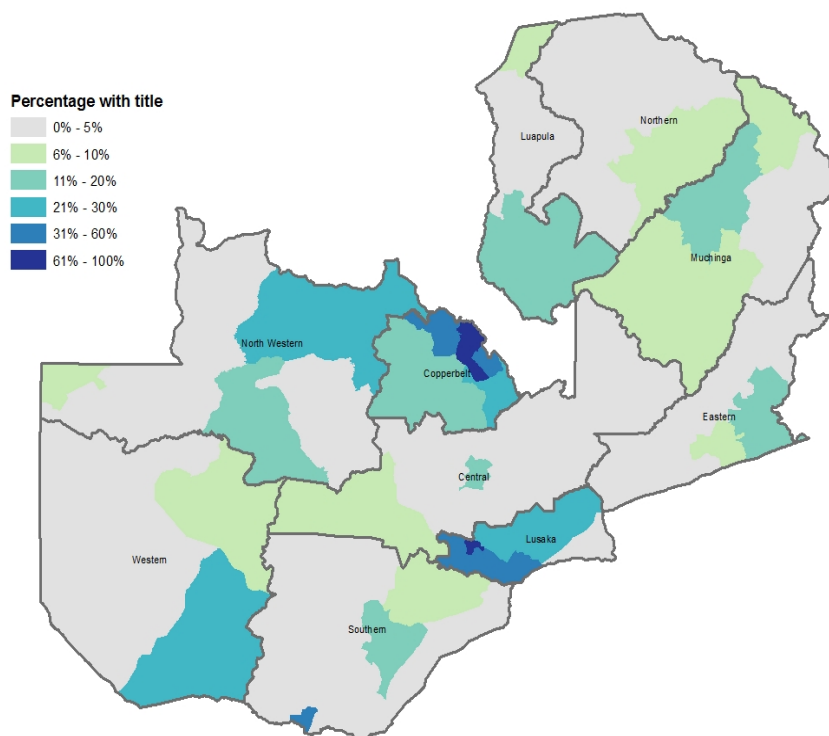 Percentage with title
0% - 5%
6% - 10%
11% - 20%
21% - 30%
31% - 60%
61% - 100%
Northern
Luapula
Muchinga
North Western
Copperbelt
Eastern
Central
Lusaka
Western
Southern